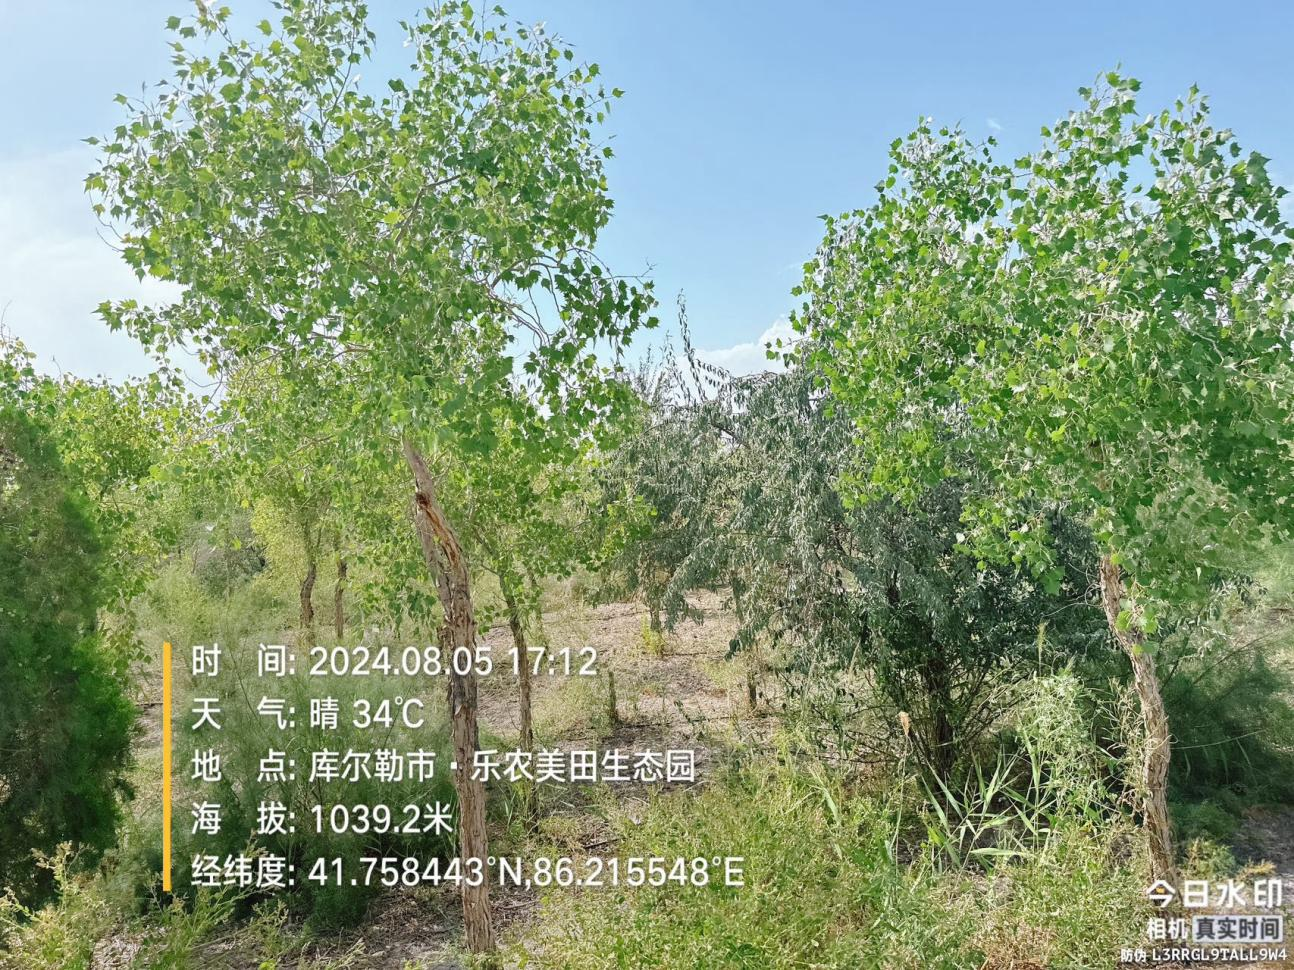 时 间: 2024.08.05 17:12
天 气: 晴 34℃
地 点: 库尔勒市·乐农美田生态园
海 拔: 1039.2米
经纬度: 41.758443°N,86.215548°E
今日水印
相机 真实时间
防伪 L3RRGL9TALL9W4